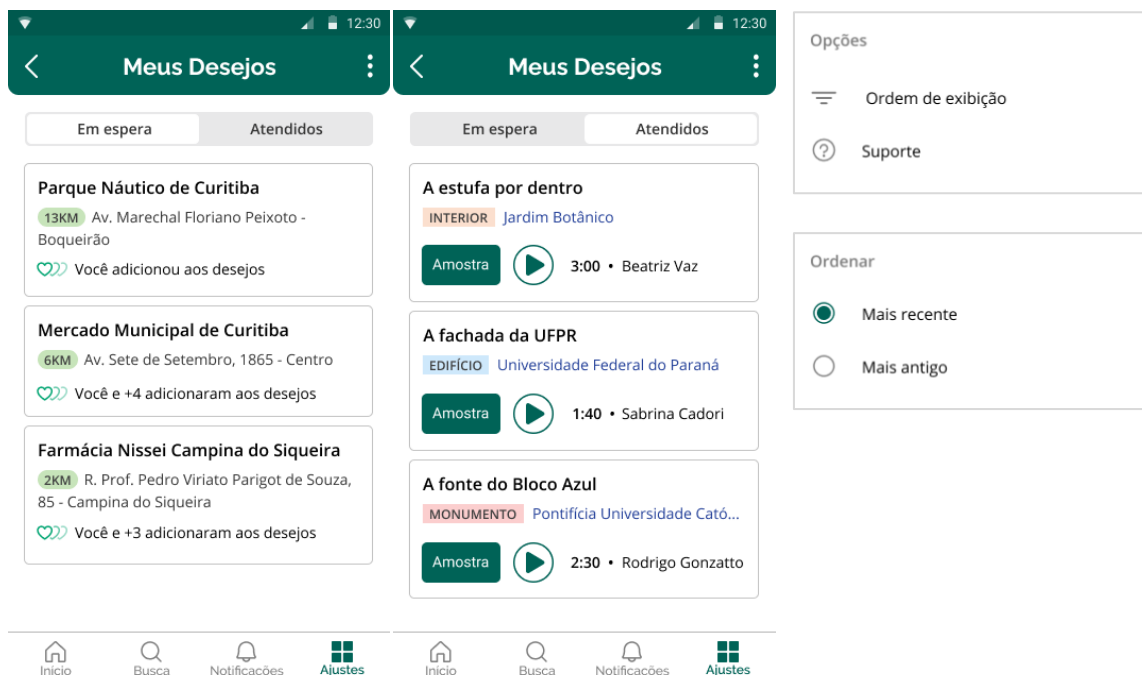 12:30
Meus Desejos
Em espera
Atendidos
Parque Náutico de Curitiba
13KM Av. Marechal Floriano Peixoto -
Boqueirão
Você adicionou aos desejos
Mercado Municipal de Curitiba
6KM Av. Sete de Setembro, 1865 - Centro
Você e +4 adicionaram aos desejos
Farmácia Nissei Campina do Siqueira
2KM R. Prof. Pedro Viriato Parigot de Souza,
85 - Campina do Siqueira
Você e +3 adicionaram aos desejos
Início
Busca
Notificações
Ajustes
12:30
Meus Desejos
Em espera
Atendidos
A estufa por dentro
INTERIOR Jardim Botânico
Amostra 3:00 • Beatriz Vaz
A fachada da UFPR
EDIFÍCIO Universidade Federal do Paraná
Amostra 1:40 • Sabrina Cadori
A fonte do Bloco Azul
MONUMENTO Pontifícia Universidade Cató...
Amostra 2:30 • Rodrigo Gonzatto
Início
Busca
Notificações
Ajustes
Opções
Ordem de exibição
Suporte
Ordenar
Mais recente
Mais antigo